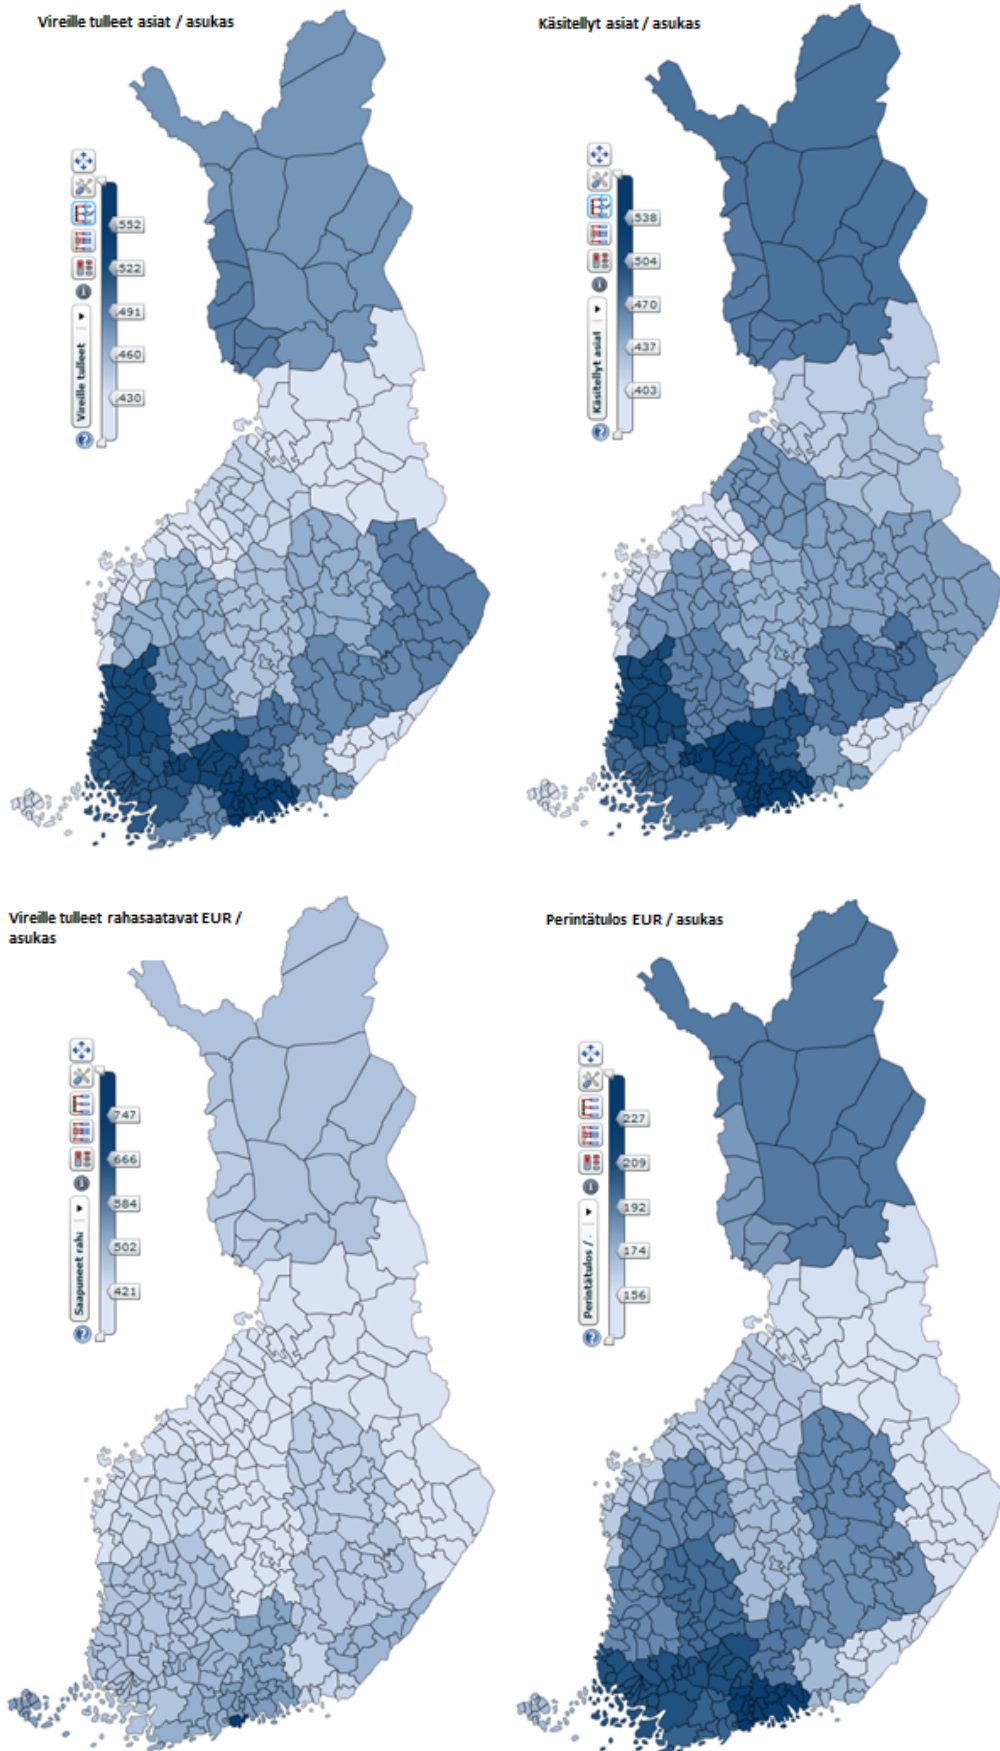 Vireille tulleet asiat / asukas
.552
.522
.491
.460
.430
Vireille tulleet
Käsitellyt asiat / asukas
.538
.504
.470
.437
.403
Käsitellyt asiat
Vireille tulleet rahasaatavat EUR /
asukas
747
666
584
502
421
Saapuneet raha
Perintätulos EUR / asukas
227
209
192
174
156
Perintätulos / .